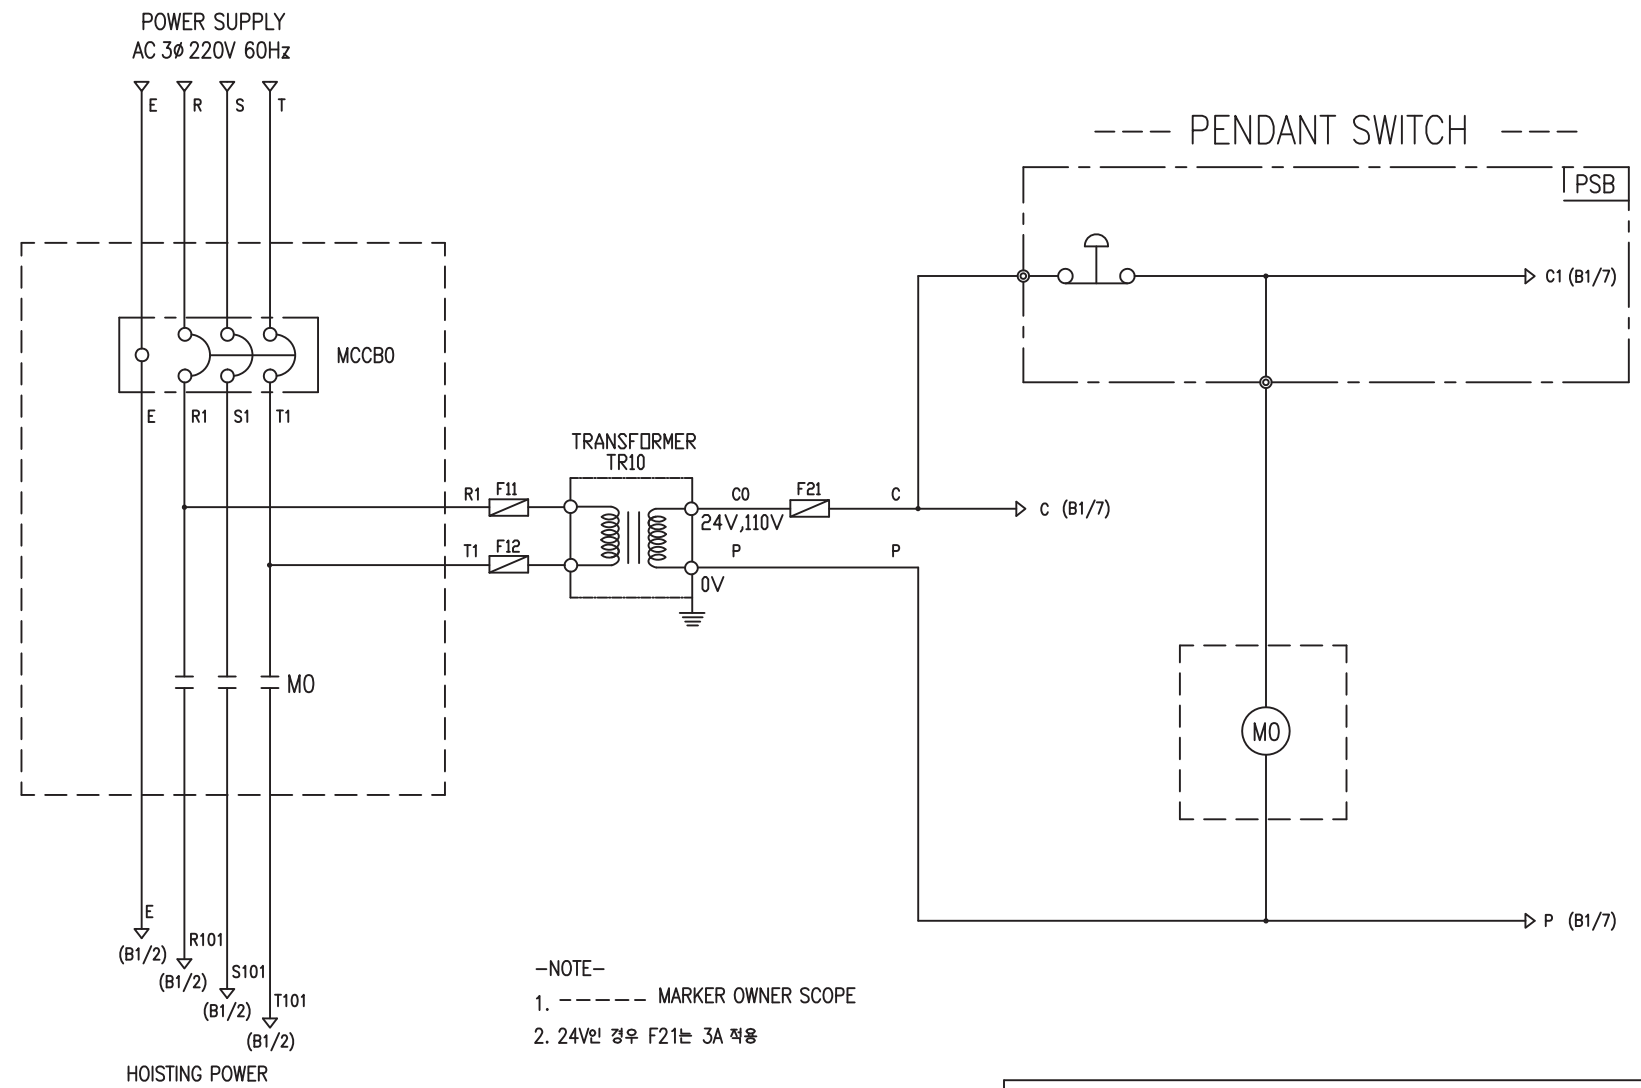 POWER SUPPLY
AC 3Ø 220V 60Hz
E R S T
PENDANT SWITCH
PSB
C1 (B1/7)
MCCB0
E R1 S1 T1
TRANSFORMER
TR10
R1 F11
C0 F21 C
24V,110V
C (B1/7)
T1 F12
P P
0V
M0
M0
E
(B1/2)
R101
(B1/2)
S101
(B1/2)
T101
(B1/2)
HOISTING POWER
P (B1/7)
-NOTE-
1. ------ MARKER OWNER SCOPE
2. 24V인 경우 F21는 3A 적용